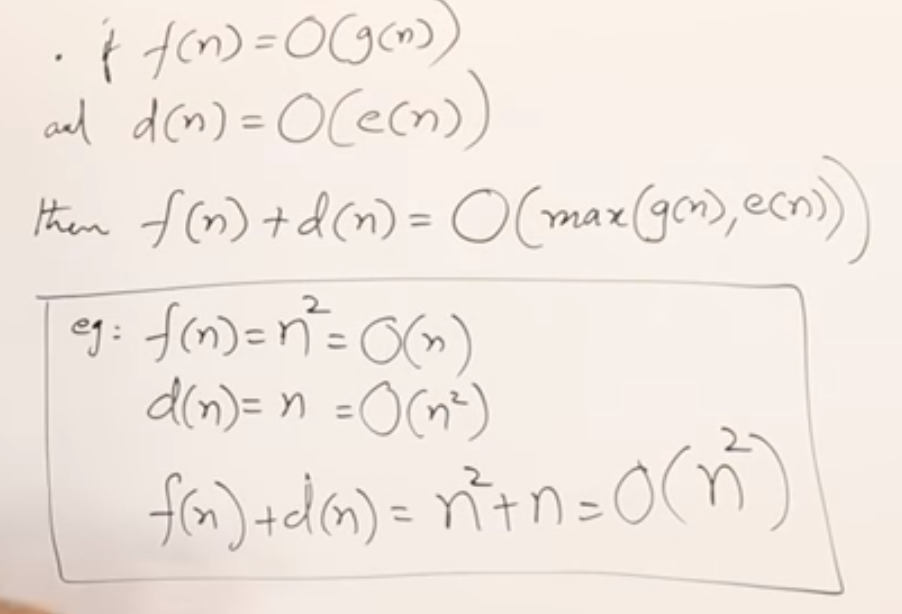 . if f(n) = O(g(n))
and d(n) = O(e(n))
then f(n) + d(n) = O(max(g(n), e(n)))
eg: f(n) = n² = O(n)
d(n) = n = O(n²)
f(n) + d(n) = n² + n = O(n²)